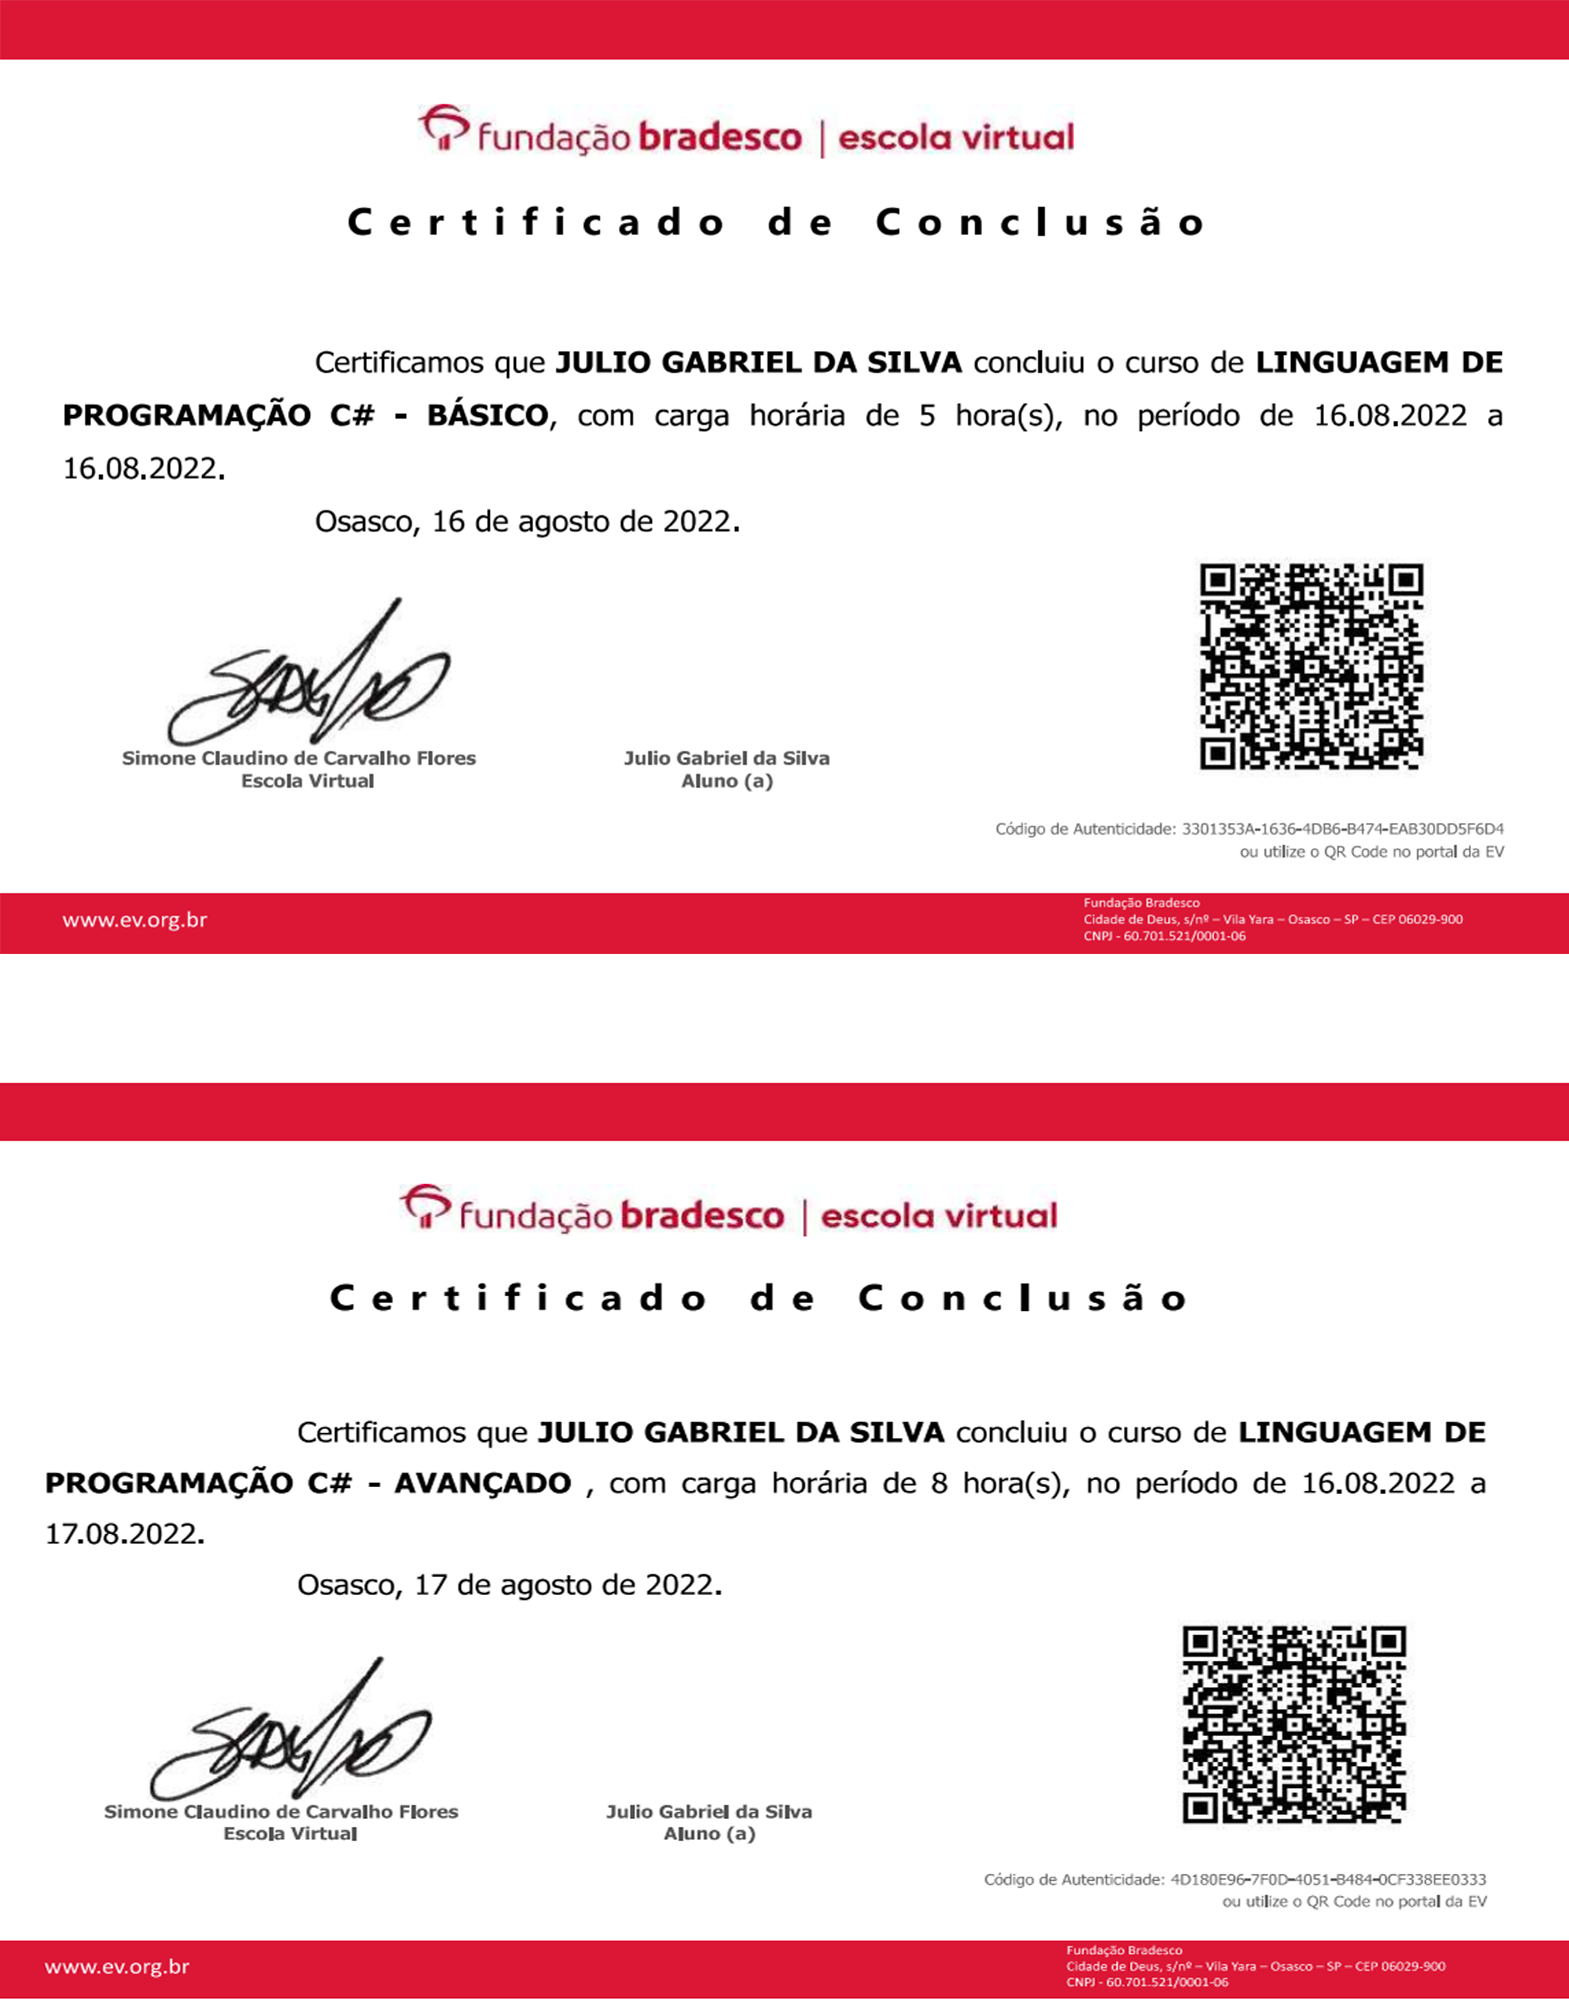 fundação bradesco | escola virtual
Certificado de Conclusão
Certificamos que JULIO GABRIEL DA SILVA concluiu o curso de LINGUAGEM DE
PROGRAMAÇÃO C# - BÁSICO, com carga horária de 5 hora(s), no período de 16.08.2022 a
16.08.2022.
Osasco, 16 de agosto de 2022.
Simone Claudino de Carvalho Flores
Escola Virtual
Julio Gabriel da Silva
Aluno (a)
Código de Autenticidade: 3301353A-1636-4DB6-B474-EAB30DD5F6D4
ou utilize o QR Code no portal da EV
www.ev.org.br
Fundação Bradesco
Cidade de Deus, s/nº – Vila Yara – Osasco – SP – CEP 06029-900
CNPJ - 60.701.521/0001-06
fundação bradesco | escola virtual
Certificado de Conclusão
Certificamos que JULIO GABRIEL DA SILVA concluiu o curso de LINGUAGEM DE
PROGRAMAÇÃO C# - AVANÇADO , com carga horária de 8 hora(s), no período de 16.08.2022 a
17.08.2022.
Osasco, 17 de agosto de 2022.
Simone Claudino de Carvalho Flores
Escola Virtual
Julio Gabriel da Silva
Aluno (a)
Código de Autenticidade: 4D180E96-7F0D-4051-B484-0CF338EE0333
ou utilize o QR Code no portal da EV
www.ev.org.br
Fundação Bradesco
Cidade de Deus, s/nº – Vila Yara – Osasco – SP – CEP 06029-900
CNPJ - 60.701.521/0001-06